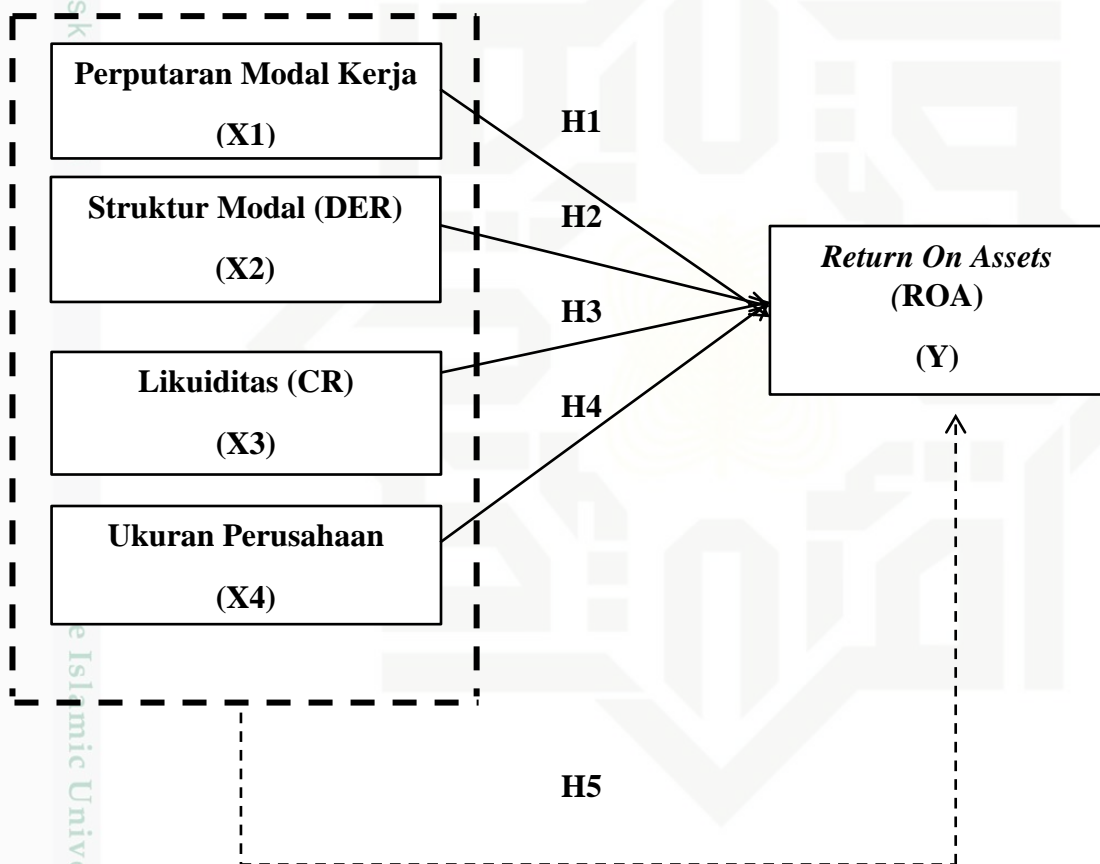 Perputaran Modal Kerja
(X1)
Struktur Modal (DER)
(X2)
Likuiditas (CR)
(X3)
Ukuran Perusahaan
(X4)
H1
H2
H3
H4
Return On Assets
(ROA)
(Y)
H5
Islamic